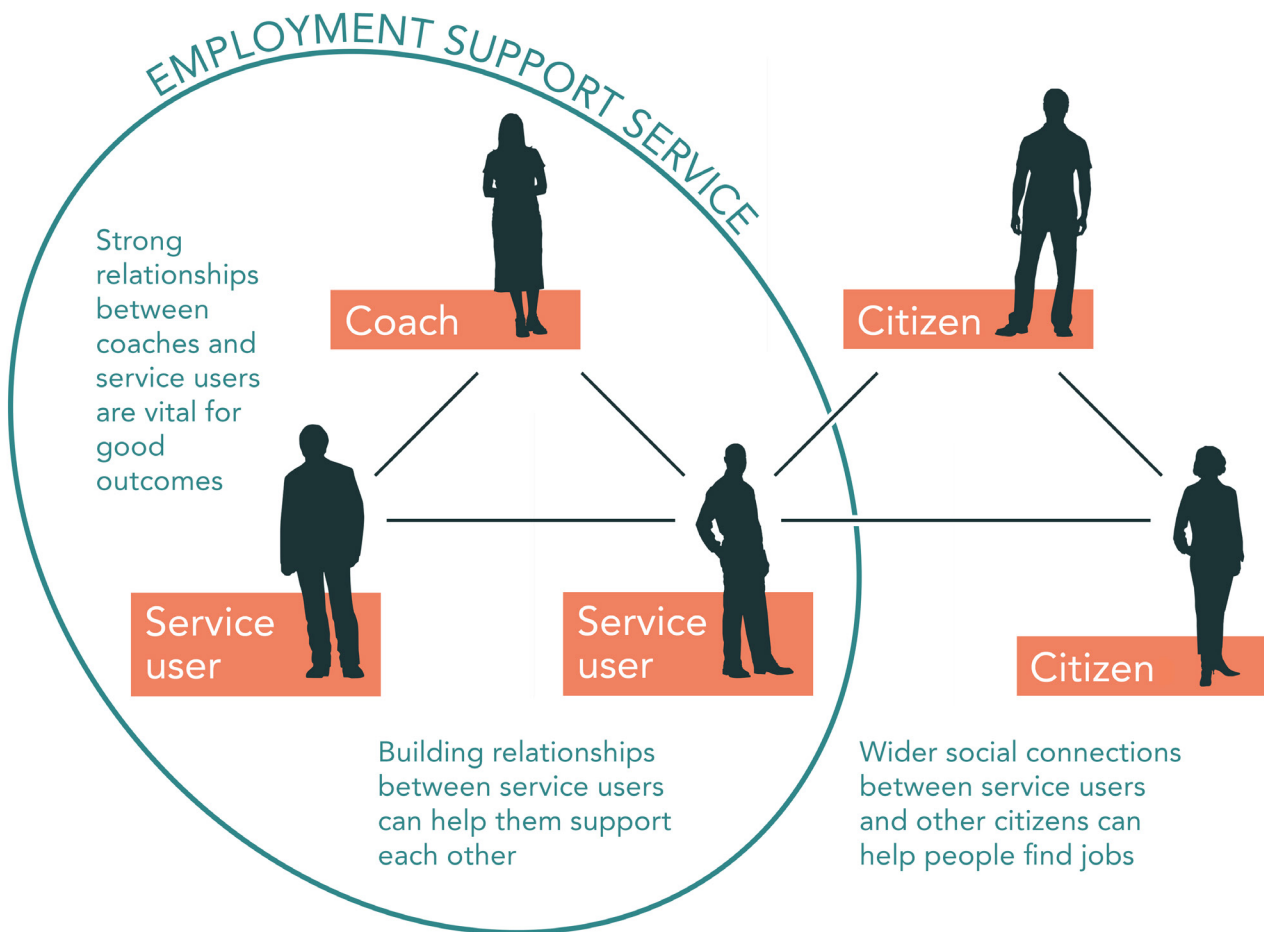 EMPLOYMENT SUPPORT SERVICE
Strong
relationships
between
coaches and
service users
are vital for
good
outcomes
Coach
Citizen
Service
user
Service
user
Citizen
Building relationships
between service users
can help them support
each other
Wider social connections
between service users
and other citizens can
help people find jobs